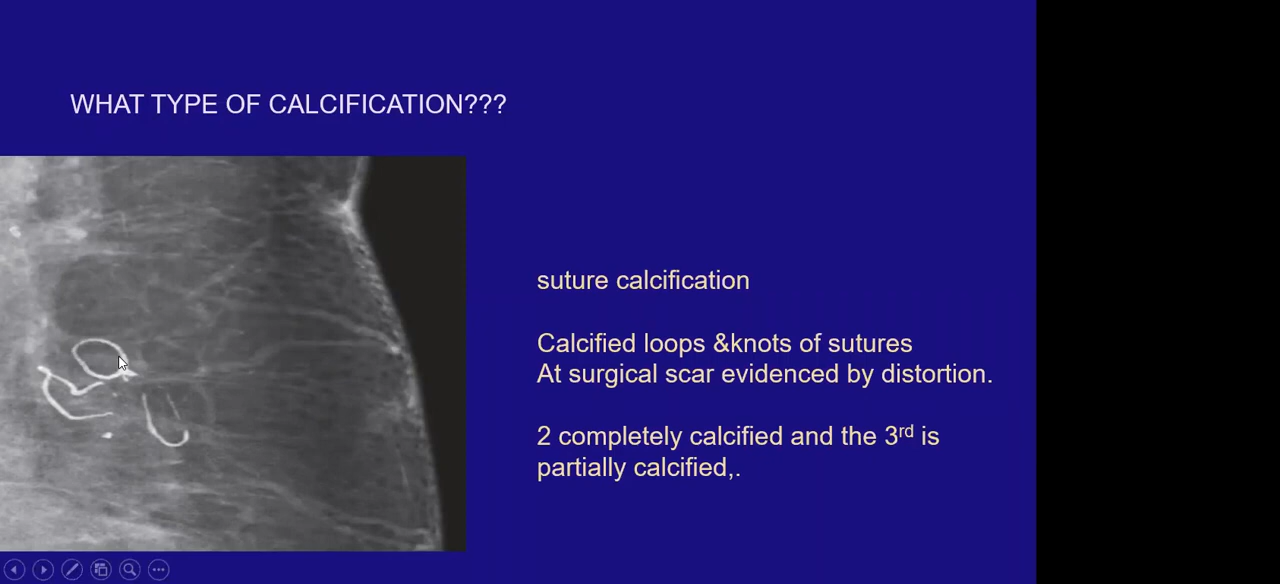 WHAT TYPE OF CALCIFICATION???
suture calcification
Calcified loops &knots of sutures
At surgical scar evidenced by distortion.
2 completely calcified and the 3rd is
partially calcified,.